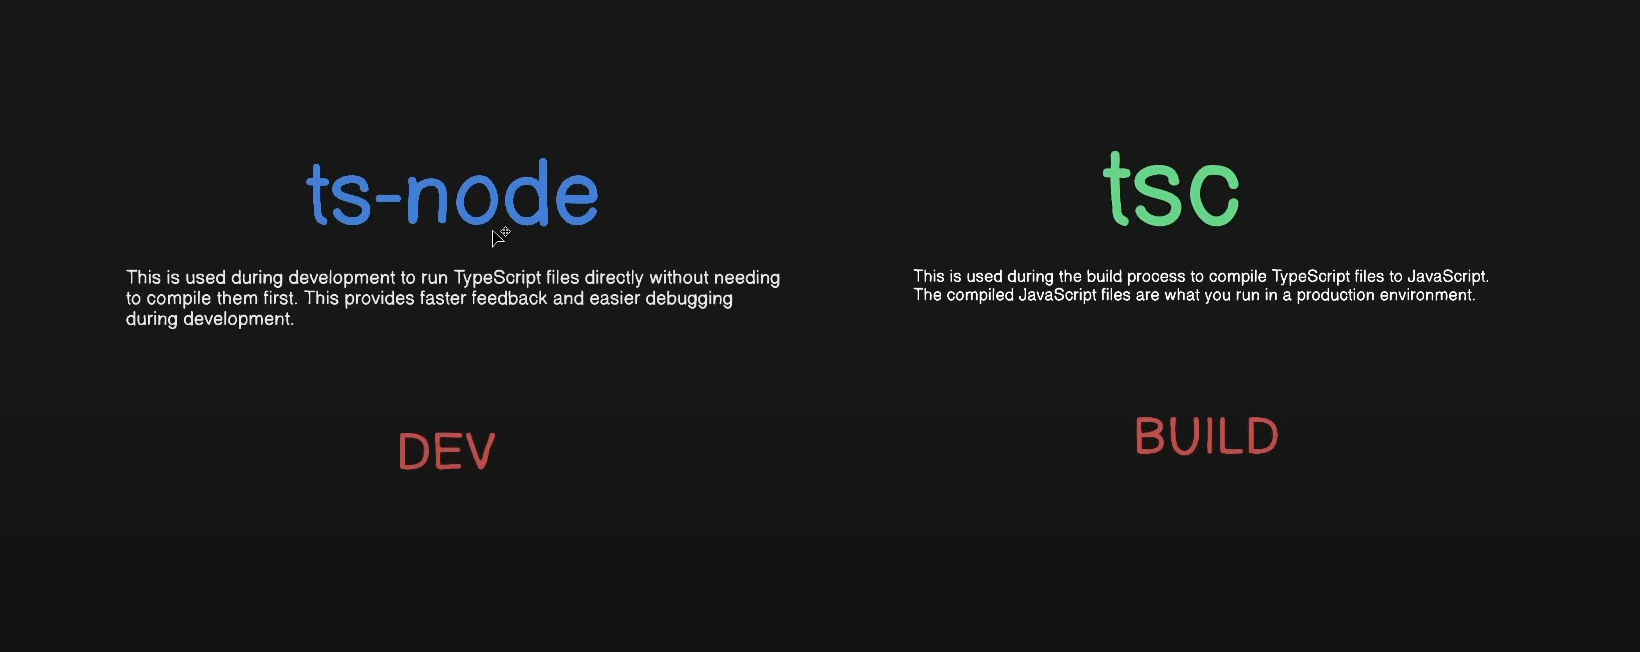 ts-node
This is used during development to run TypeScript files directly without needing
to compile them first. This provides faster feedback and easier debugging
during development.
DEV
tsc
This is used during the build process to compile TypeScript files to JavaScript.
The compiled JavaScript files are what you run in a production environment.
BUILD